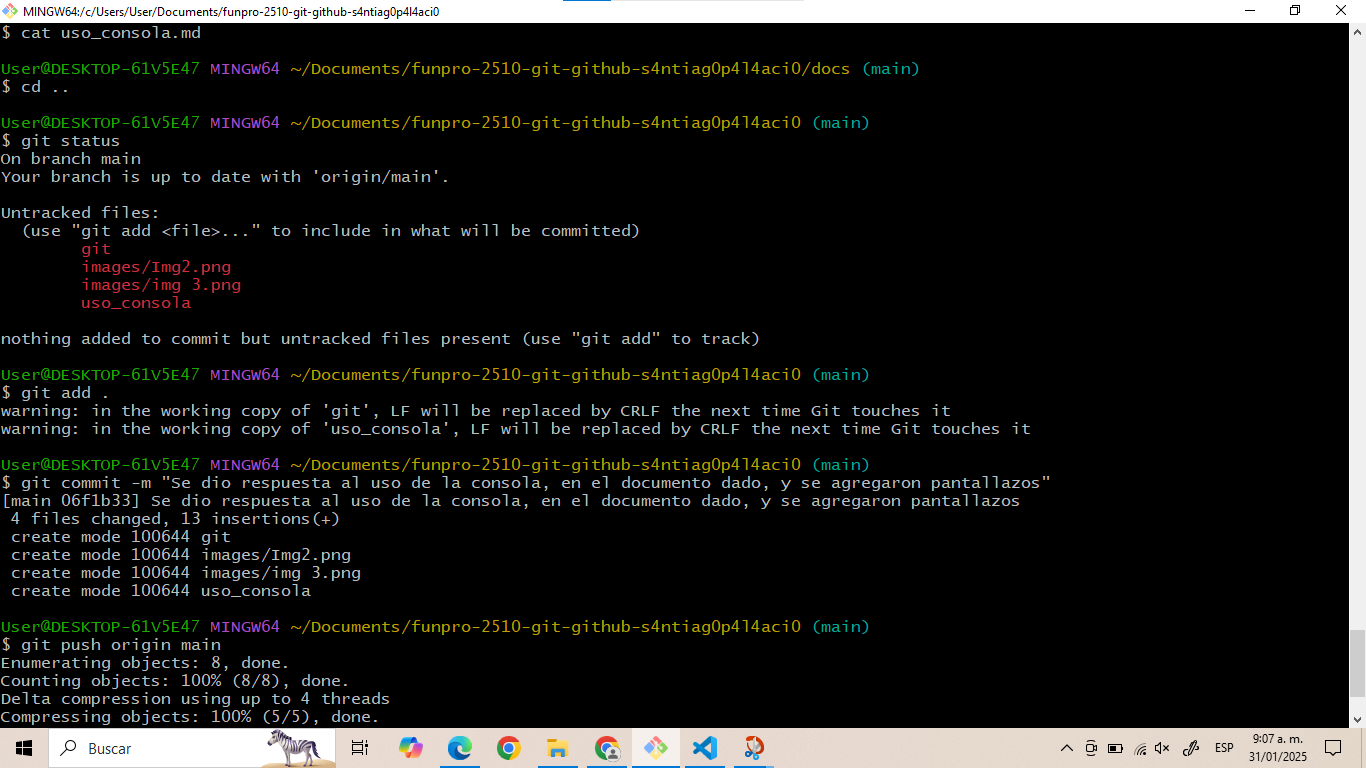 MINGW64:/c/Users/User/Documents/funpro-2510-git-github-s4ntiag0p4l4aci0
$ cat uso_consola.md
User@DESKTOP-61V5E47 MINGW64 ~/Documents/funpro-2510-git-github-s4ntiag0p4l4aci0/docs (main)
$ cd ..
User@DESKTOP-61V5E47 MINGW64 ~/Documents/funpro-2510-git-github-s4ntiag0p4l4aci0 (main)
$ git status
On branch main
Your branch is up to date with 'origin/main'.
Untracked files:
  (use "git add <file>..." to include in what will be committed)
        git
        images/Img2.png
        images/img 3.png
        uso_consola
nothing added to commit but untracked files present (use "git add" to track)
User@DESKTOP-61V5E47 MINGW64 ~/Documents/funpro-2510-git-github-s4ntiag0p4l4aci0 (main)
$ git add .
warning: in the working copy of 'git', LF will be replaced by CRLF the next time Git touches it
warning: in the working copy of 'uso_consola', LF will be replaced by CRLF the next time Git touches it
User@DESKTOP-61V5E47 MINGW64 ~/Documents/funpro-2510-git-github-s4ntiag0p4l4aci0 (main)
$ git commit -m "Se dio respuesta al uso de la consola, en el documento dado, y se agregaron pantallazos"
[main 06f1b33] Se dio respuesta al uso de la consola, en el documento dado, y se agregaron pantallazos
 4 files changed, 13 insertions(+)
 create mode 100644 git
 create mode 100644 images/Img2.png
 create mode 100644 images/img 3.png
 create mode 100644 uso_consola
User@DESKTOP-61V5E47 MINGW64 ~/Documents/funpro-2510-git-github-s4ntiag0p4l4aci0 (main)
$ git push origin main
Enumerating objects: 8, done.
Counting objects: 100% (8/8), done.
Delta compression using up to 4 threads
Compressing objects: 100% (5/5), done.
Buscar
ESP
9:07 a. m.
31/01/2025